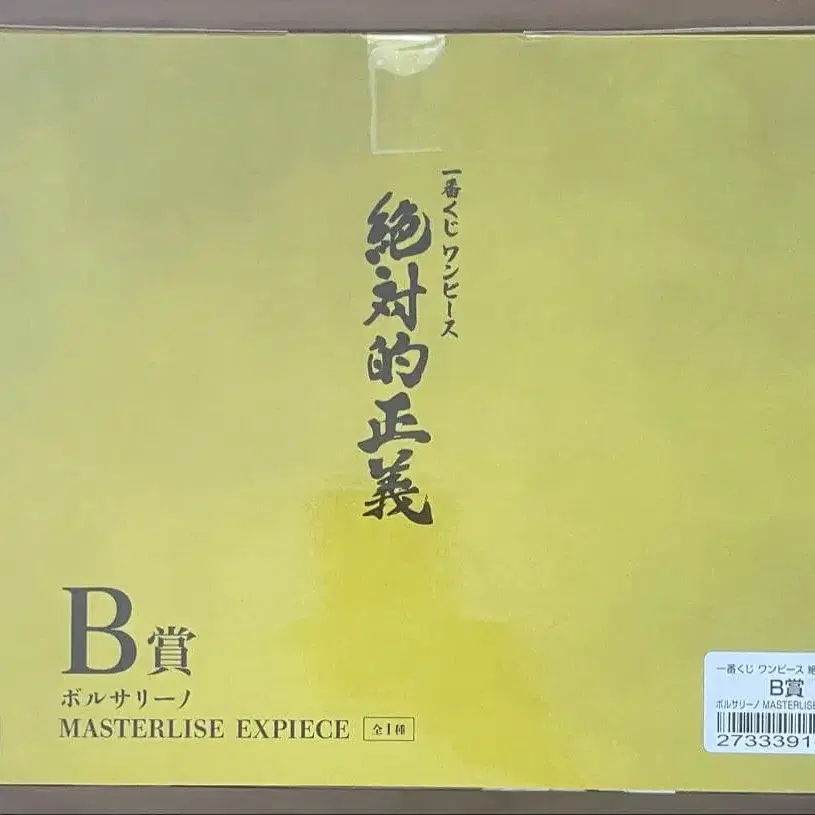 一番くじ ワンピース
絶対的正義
B賞
ボルサリーノ
MASTERLISE EXPIECE 全1種
一番くじ ワンピース 絶
B賞
ボルサリーノ MASTERLISE
2733391